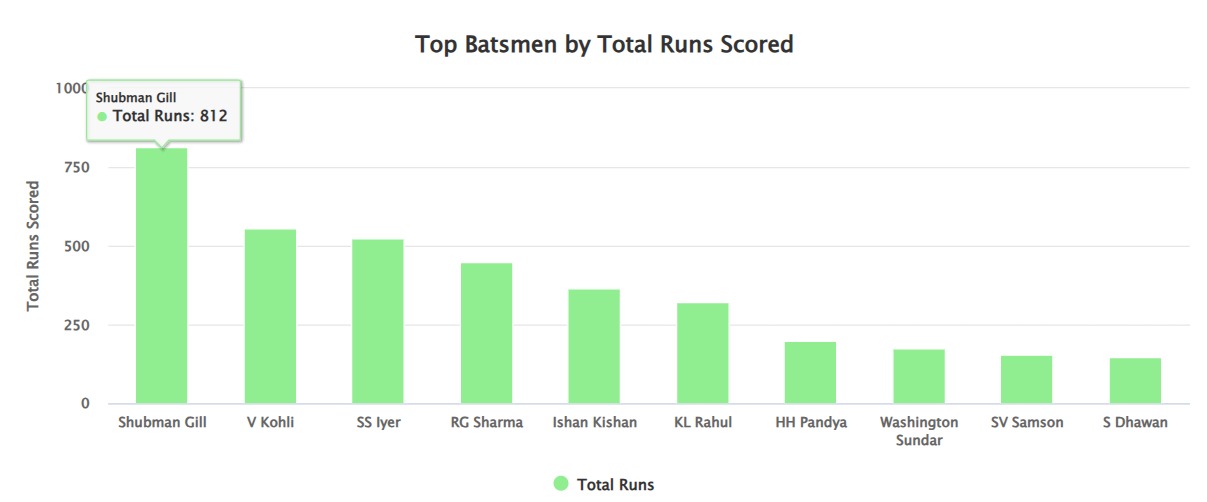 Top Batsmen by Total Runs Scored
1000
Shubman Gill
Total Runs: 812
750
500
250
0
Total Runs Scored
Shubman Gill
V Kohli
SS Iyer
RG Sharma
Ishan Kishan
KL Rahul
HH Pandya
Washington
Sundar
SV Samson
S Dhawan
Total Runs